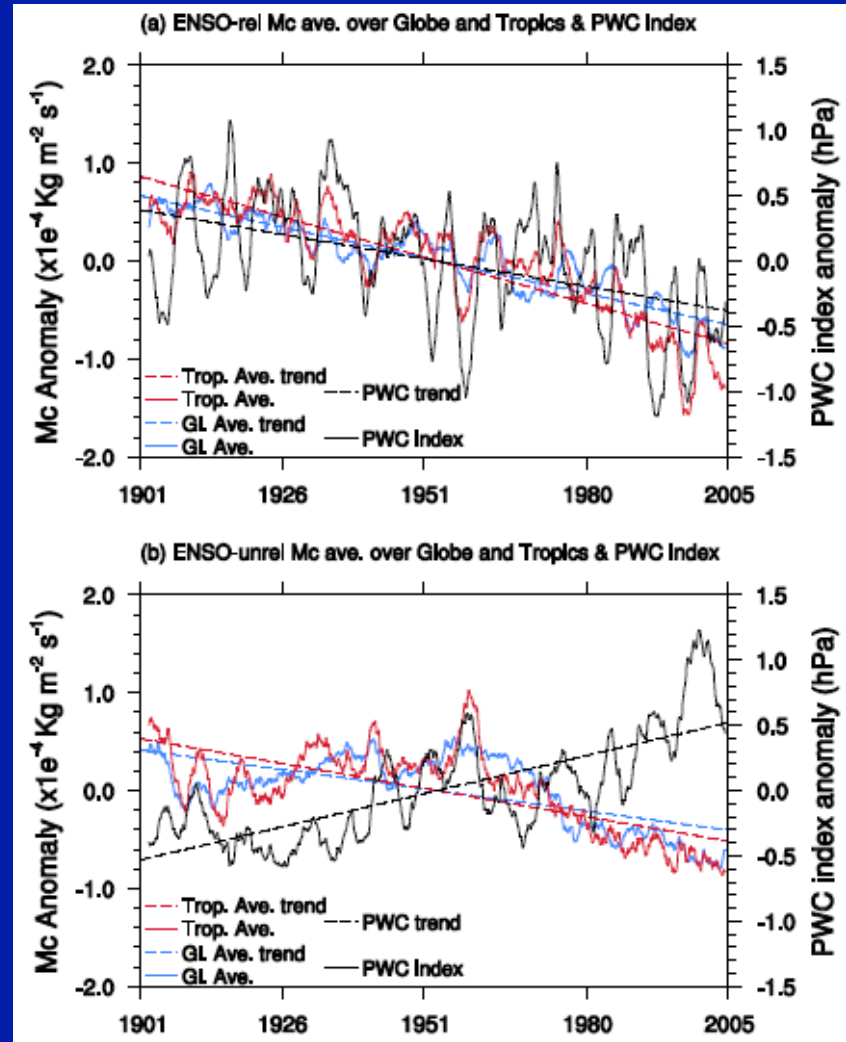 (a) ENSO-rel Mc ave. over Globe and Tropics & PWC Index
2.0
1.0
0.0
-1.0
-2.0
Mc Anomaly (x1e⁻⁴ Kg m⁻² s⁻¹)
1.5
1.0
0.5
0.0
-0.5
-1.0
-1.5
PWC index anomaly (hPa)
Trop. Ave. trend
Trop. Ave.
Gl. Ave. trend
Gl. Ave.
PWC trend
PWC Index
1901 1926 1951 1980 2005
(b) ENSO-unrel Mc ave. over Globe and Tropics & PWC Index
2.0
1.0
0.0
-1.0
-2.0
Mc Anomaly (x1e⁻⁴ Kg m⁻² s⁻¹)
1.5
1.0
0.5
0.0
-0.5
-1.0
-1.5
PWC index anomaly (hPa)
Trop. Ave. trend
Trop. Ave.
Gl. Ave. trend
Gl. Ave.
PWC trend
PWC Index
1901 1926 1951 1980 2005